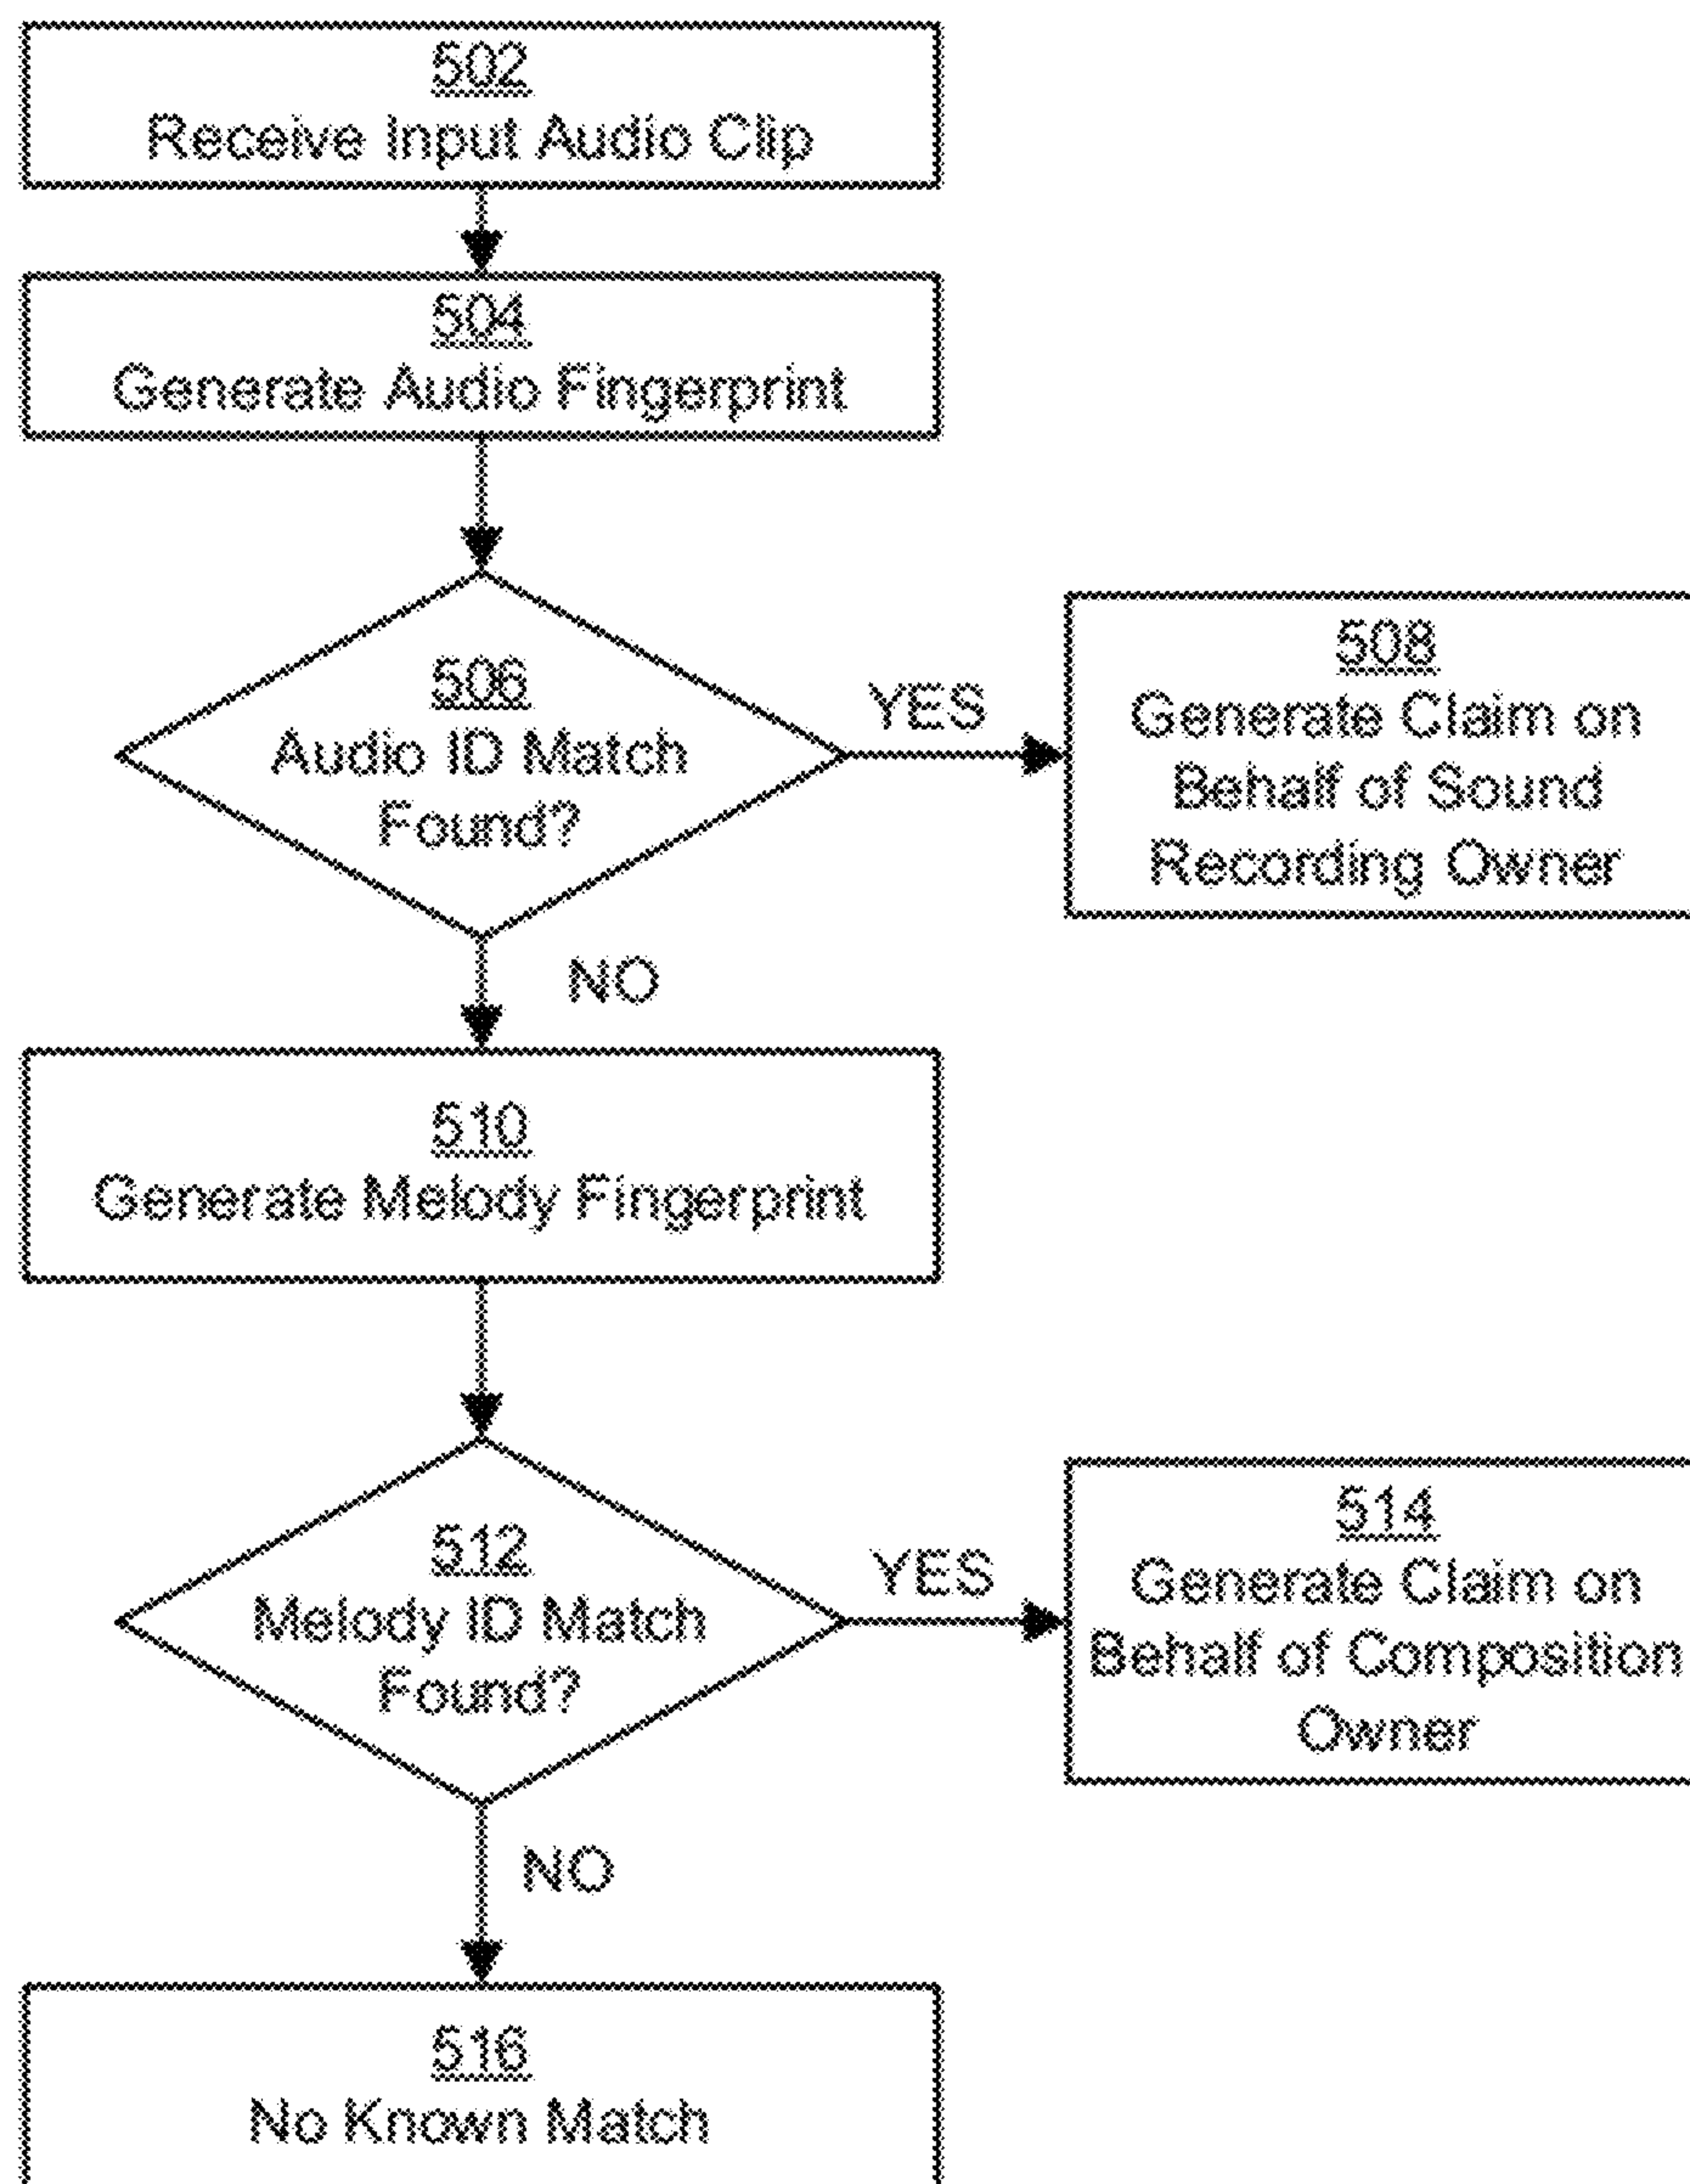 502
Receive Input Audio Clip
504
Generate Audio Fingerprint
506
Audio ID Match
Found?
YES
508
Generate Claim on
Behalf of Sound
Recording Owner
NO
510
Generate Melody Fingerprint
512
Melody ID Match
Found?
YES
514
Generate Claim on
Behalf of Composition
Owner
NO
516
No Known Match